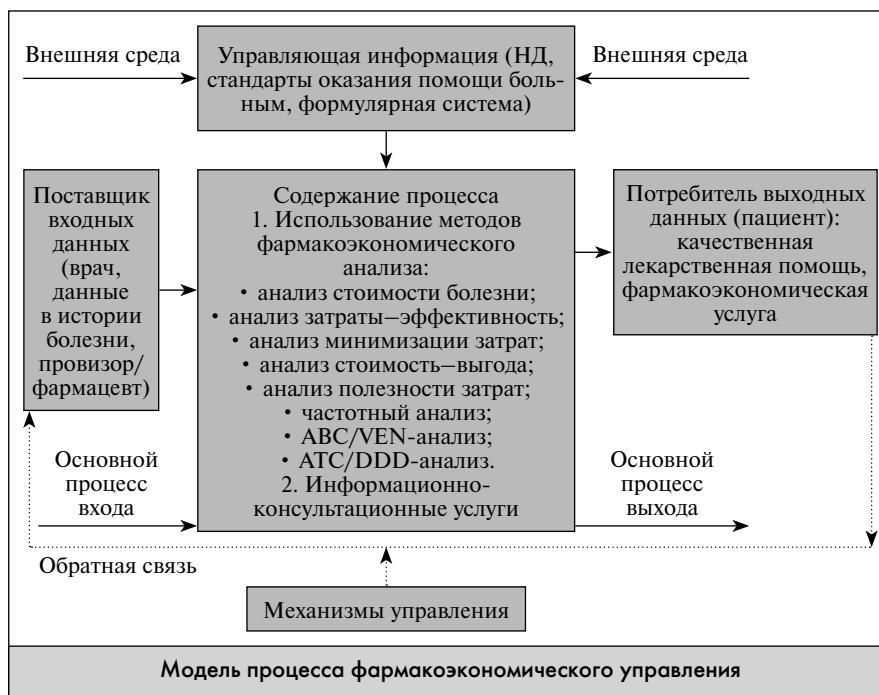 Внешняя среда
Управляющая информация (НД,
стандарты оказания помощи боль-
ным, формулярная система)
Внешняя среда
Поставщик
входных
данных
(врач,
данные
в истории
болезни,
провизор/
фармацевт)
Содержание процесса
1. Использование методов
фармакоэкономического
анализа:
• анализ стоимости болезни;
• анализ затраты–эффективность;
• анализ минимизации затрат;
• анализ стоимость–выгода;
• анализ полезности затрат;
• частотный анализ;
• ABC/VEN-анализ;
• ATC/DDD-анализ.
2. Информационно-
консультационные услуги
Потребитель выходных
данных (пациент):
качественная
лекарственная помощь,
фармакоэкономическая
услуга
Основной
процесс
входа
Основной
процесс
выхода
Обратная связь
Механизмы управления
Модель процесса фармакоэкономического управления